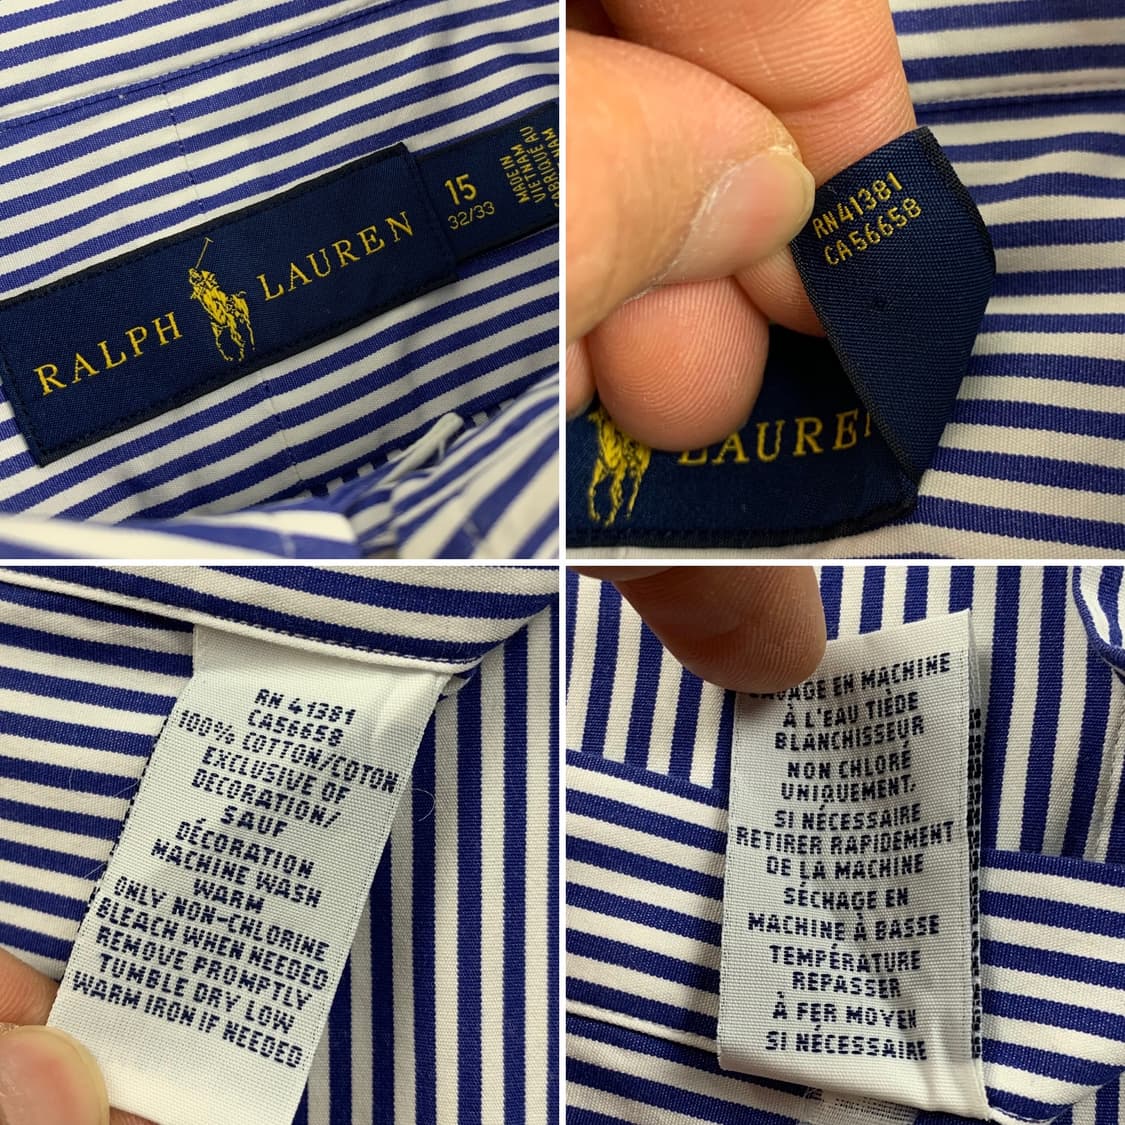 RALPH LAUREN
15
32/33
MADE IN
VIETNAM
FABRIQUÉ AU
RN41381
CA56658
LAUREN
RN 41381
CA56658
100% COTTON/COTON
EXCLUSIVE OF
DECORATION/
SAUF
DÉCORATION
MACHINE WASH
WARM
ONLY NON-CHLORINE
BLEACH WHEN NEEDED
REMOVE PROMPTLY
TUMBLE DRY LOW
WARM IRON IF NEEDED
LAVAGE EN MACHINE
À L'EAU TIÈDE
BLANCHISSEUR
NON CHLORÉ
UNIQUEMENT,
SI NÉCESSAIRE
RETIRER RAPIDEMENT
DE LA MACHINE
SÉCHAGE EN
MACHINE À BASSE
TEMPÉRATURE
REPASSER
À FER MOYEN
SI NÉCESSAIRE